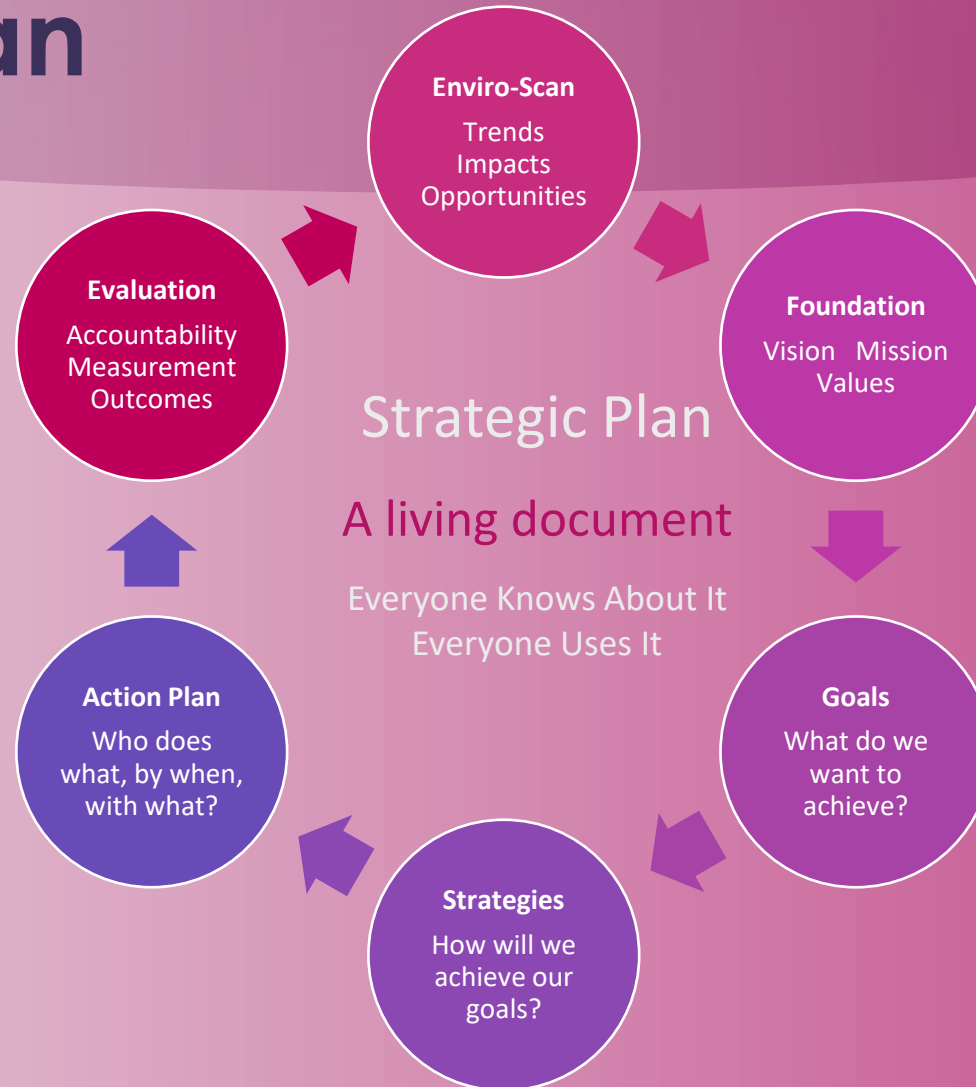 an
Enviro-Scan
Trends
Impacts
Opportunities
Foundation
Vision Mission
Values
Goals
What do we
want to
achieve?
Strategies
How will we
achieve our
goals?
Action Plan
Who does
what, by when,
with what?
Evaluation
Accountability
Measurement
Outcomes
Strategic Plan
A living document
Everyone Knows About It
Everyone Uses It